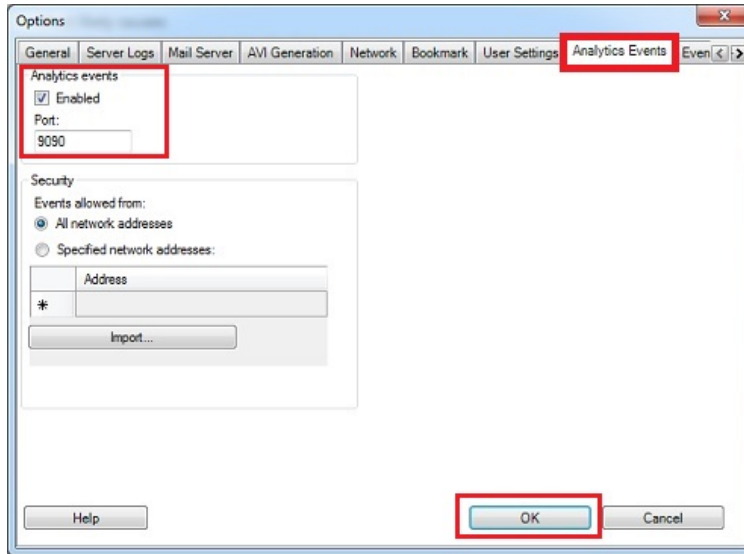 Options
General Server Logs Mail Server AVI Generation Network Bookmark User Settings Analytics Events Even
Analytics events
Enabled
Port:
9090
Security
Events allowed from:
All network addresses
Specified network addresses:
Address
Import...
Help OK Cancel